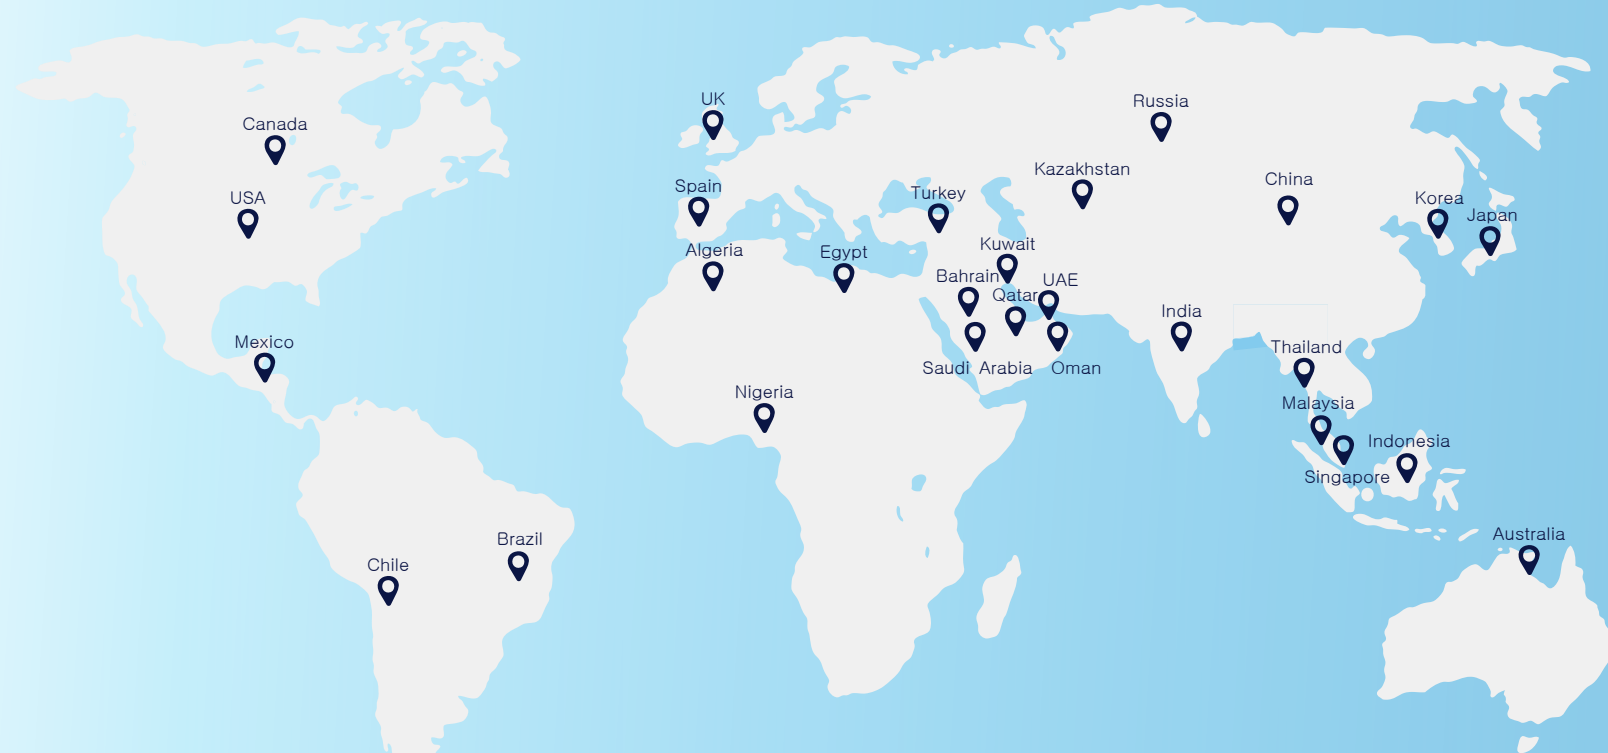 UK
Russia
Canada
Kazakhstan
China
Spain
Turkey
USA
Korea
Japan
Kuwait
Algeria
Egypt
Bahrain
UAE
Qatar
India
Mexico
Thailand
Saudi Arabia
Oman
Nigeria
Malaysia
Indonesia
Singapore
Australia
Brazil
Chile